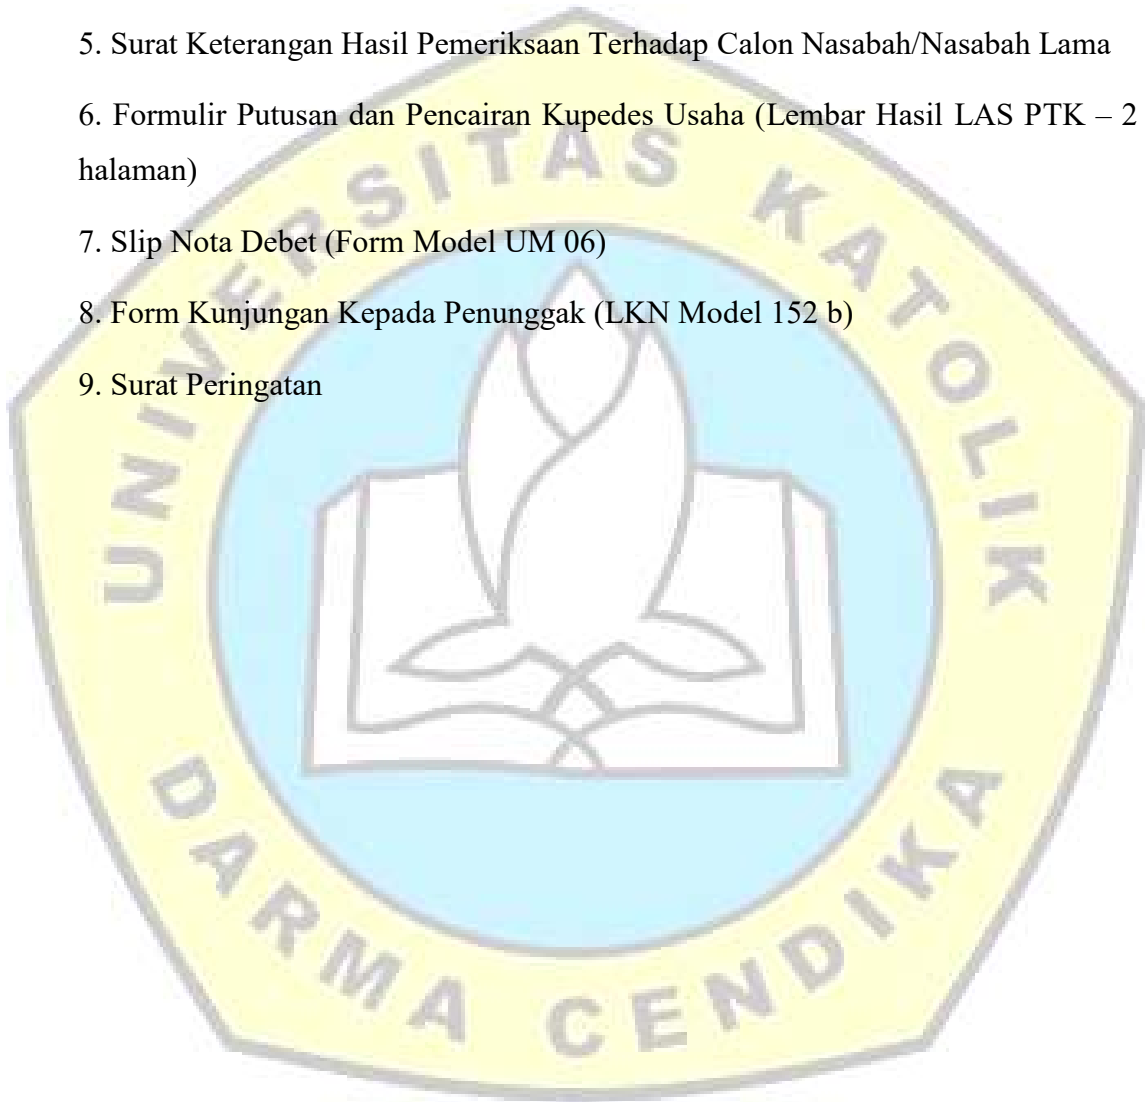 5. Surat Keterangan Hasil Pemeriksaan Terhadap Calon Nasabah/Nasabah Lama
6. Formulir Putusan dan Pencairan Kupedes Usaha (Lembar Hasil LAS PTK – 2
halaman)
7. Slip Nota Debet (Form Model UM 06)
8. Form Kunjungan Kepada Penunggak (LKN Model 152 b)
9. Surat Peringatan
UNIVERSITAS KATOLIK
DARMA CENDIKA